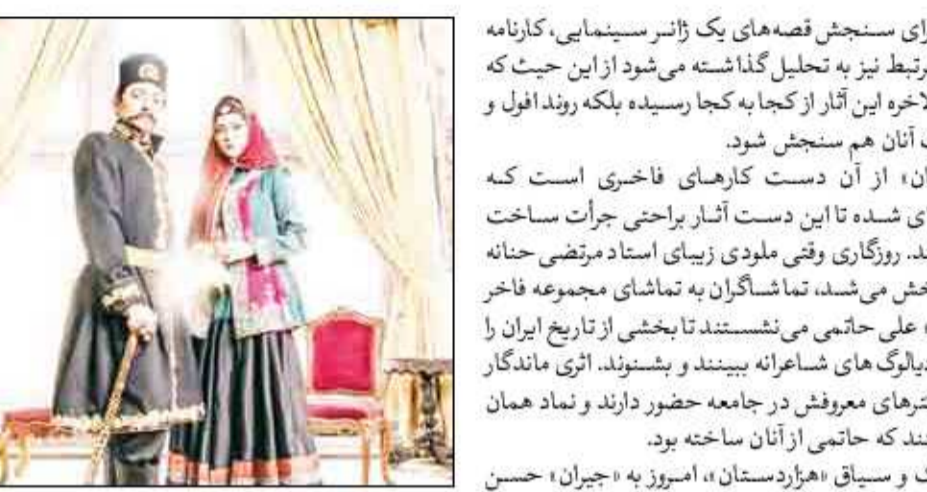 رای سنجش قصه‌های یک ژانر سینمایی، کارنامه
رتبط نیز به تحلیل گذاشته می‌شود از این حیث که
لاخره این آثار از کجا به کجا رسیده بلکه روند افول و
آنان هم سنجش شود.
ان» از آن دست کارهای فاخری است که
ای شده تا این دست آثار براحتی جرأت ساخت
ند. روزگاری وقتی ملودی زیبای استاد مرتضی حنانه
خش می‌شد، تماشاگران به تماشای مجموعه فاخر
» علی حاتمی می‌نشستند تا بخشی از تاریخ ایران را
دیالوگ‌های شاعرانه ببینند و بشنوند. اثری ماندگار
ترهای معروفش در جامعه حضور دارند و نماد همان
ند که حاتمی از آنان ساخته بود.
ک و سیاق «هزاردستان»، امروز به «جیران» حسن